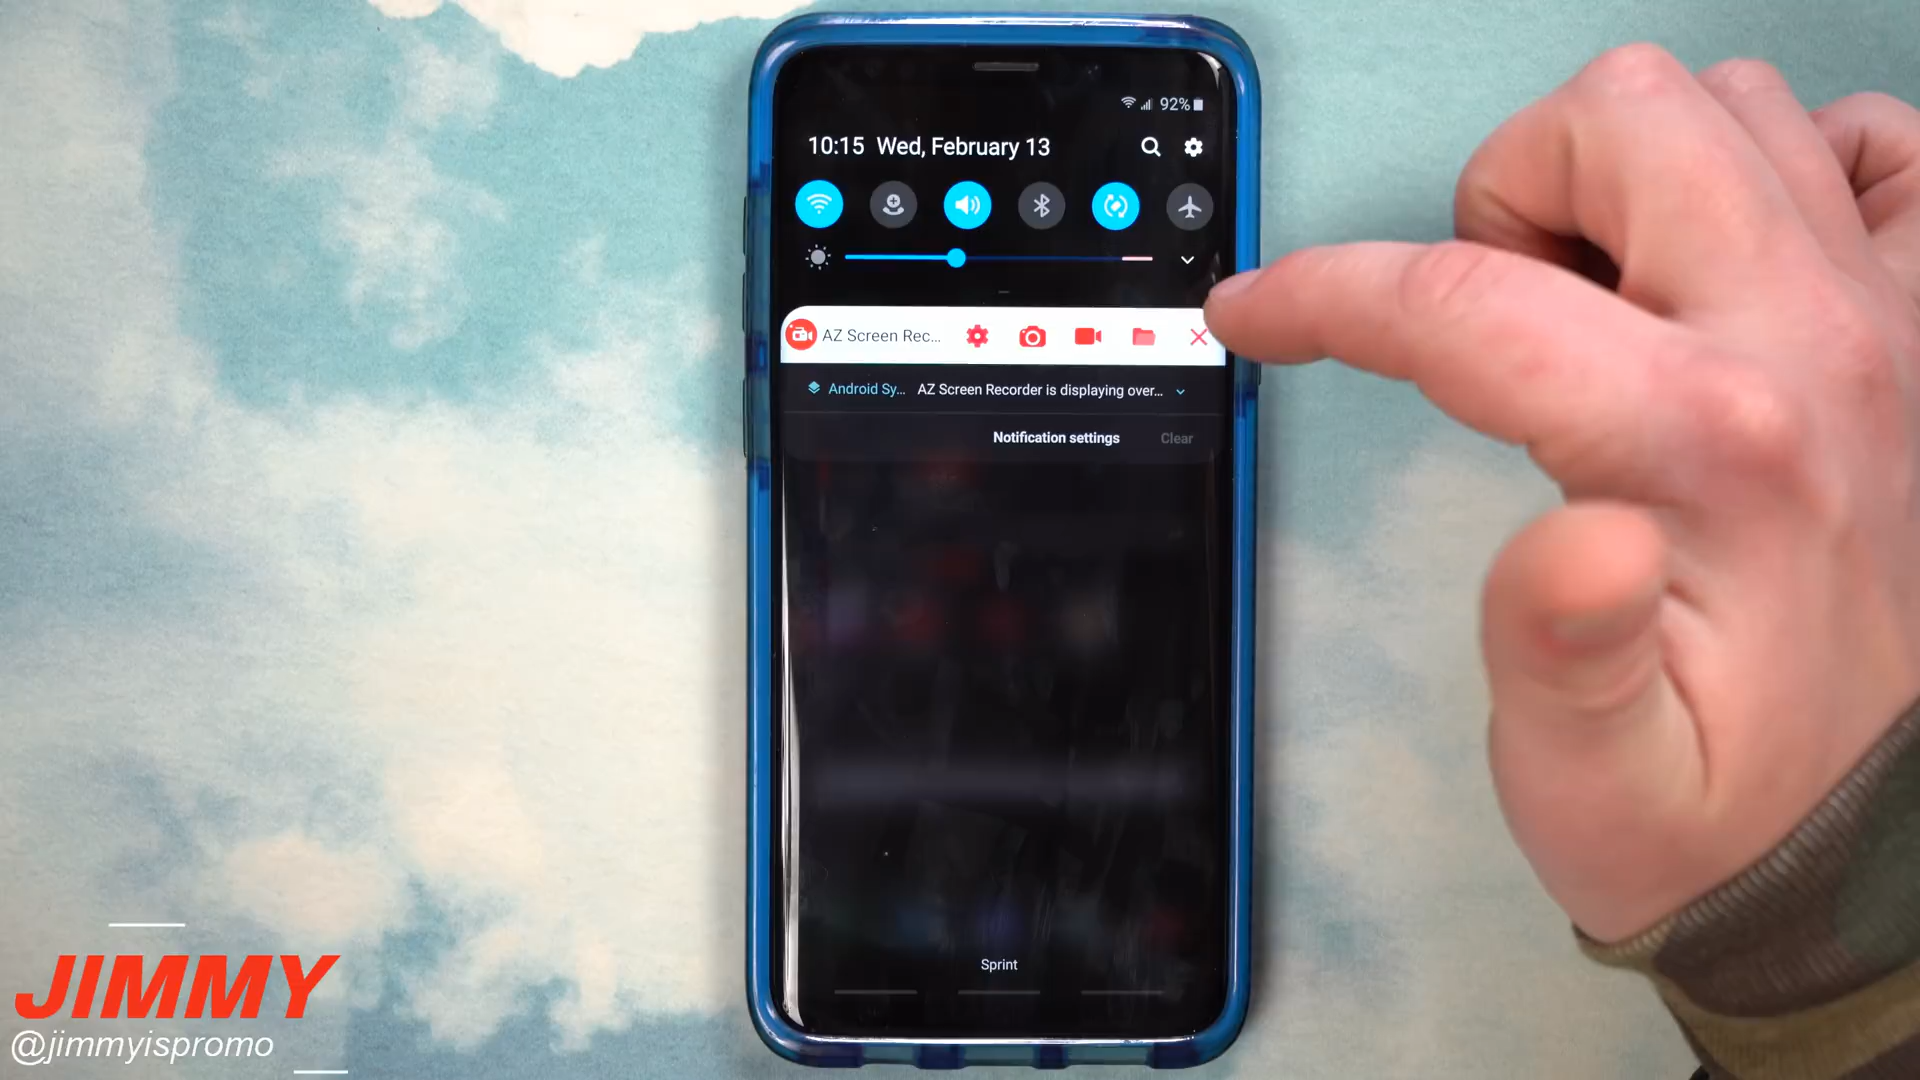 92%
10:15 Wed, February 13
AZ Screen Rec...
Android Sy... AZ Screen Recorder is displaying over...
Notification settings Clear
Sprint
JIMMY
@jimmyispromo